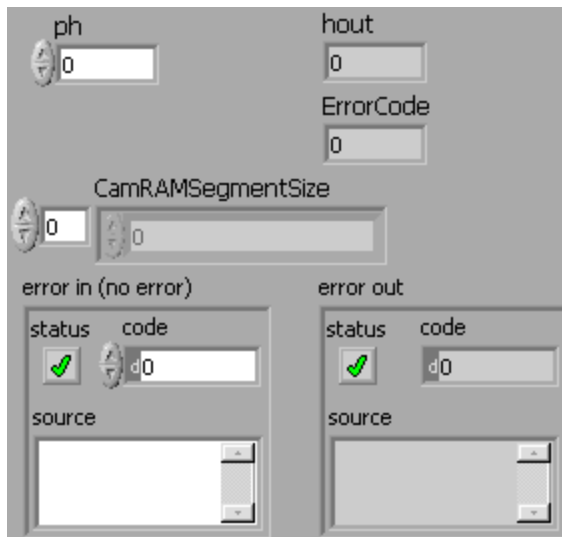 ph
hout
0
0
ErrorCode
0
CamRAMSegmentSize
0
0
error in (no error)
error out
status code
status code
d0
d0
source
source